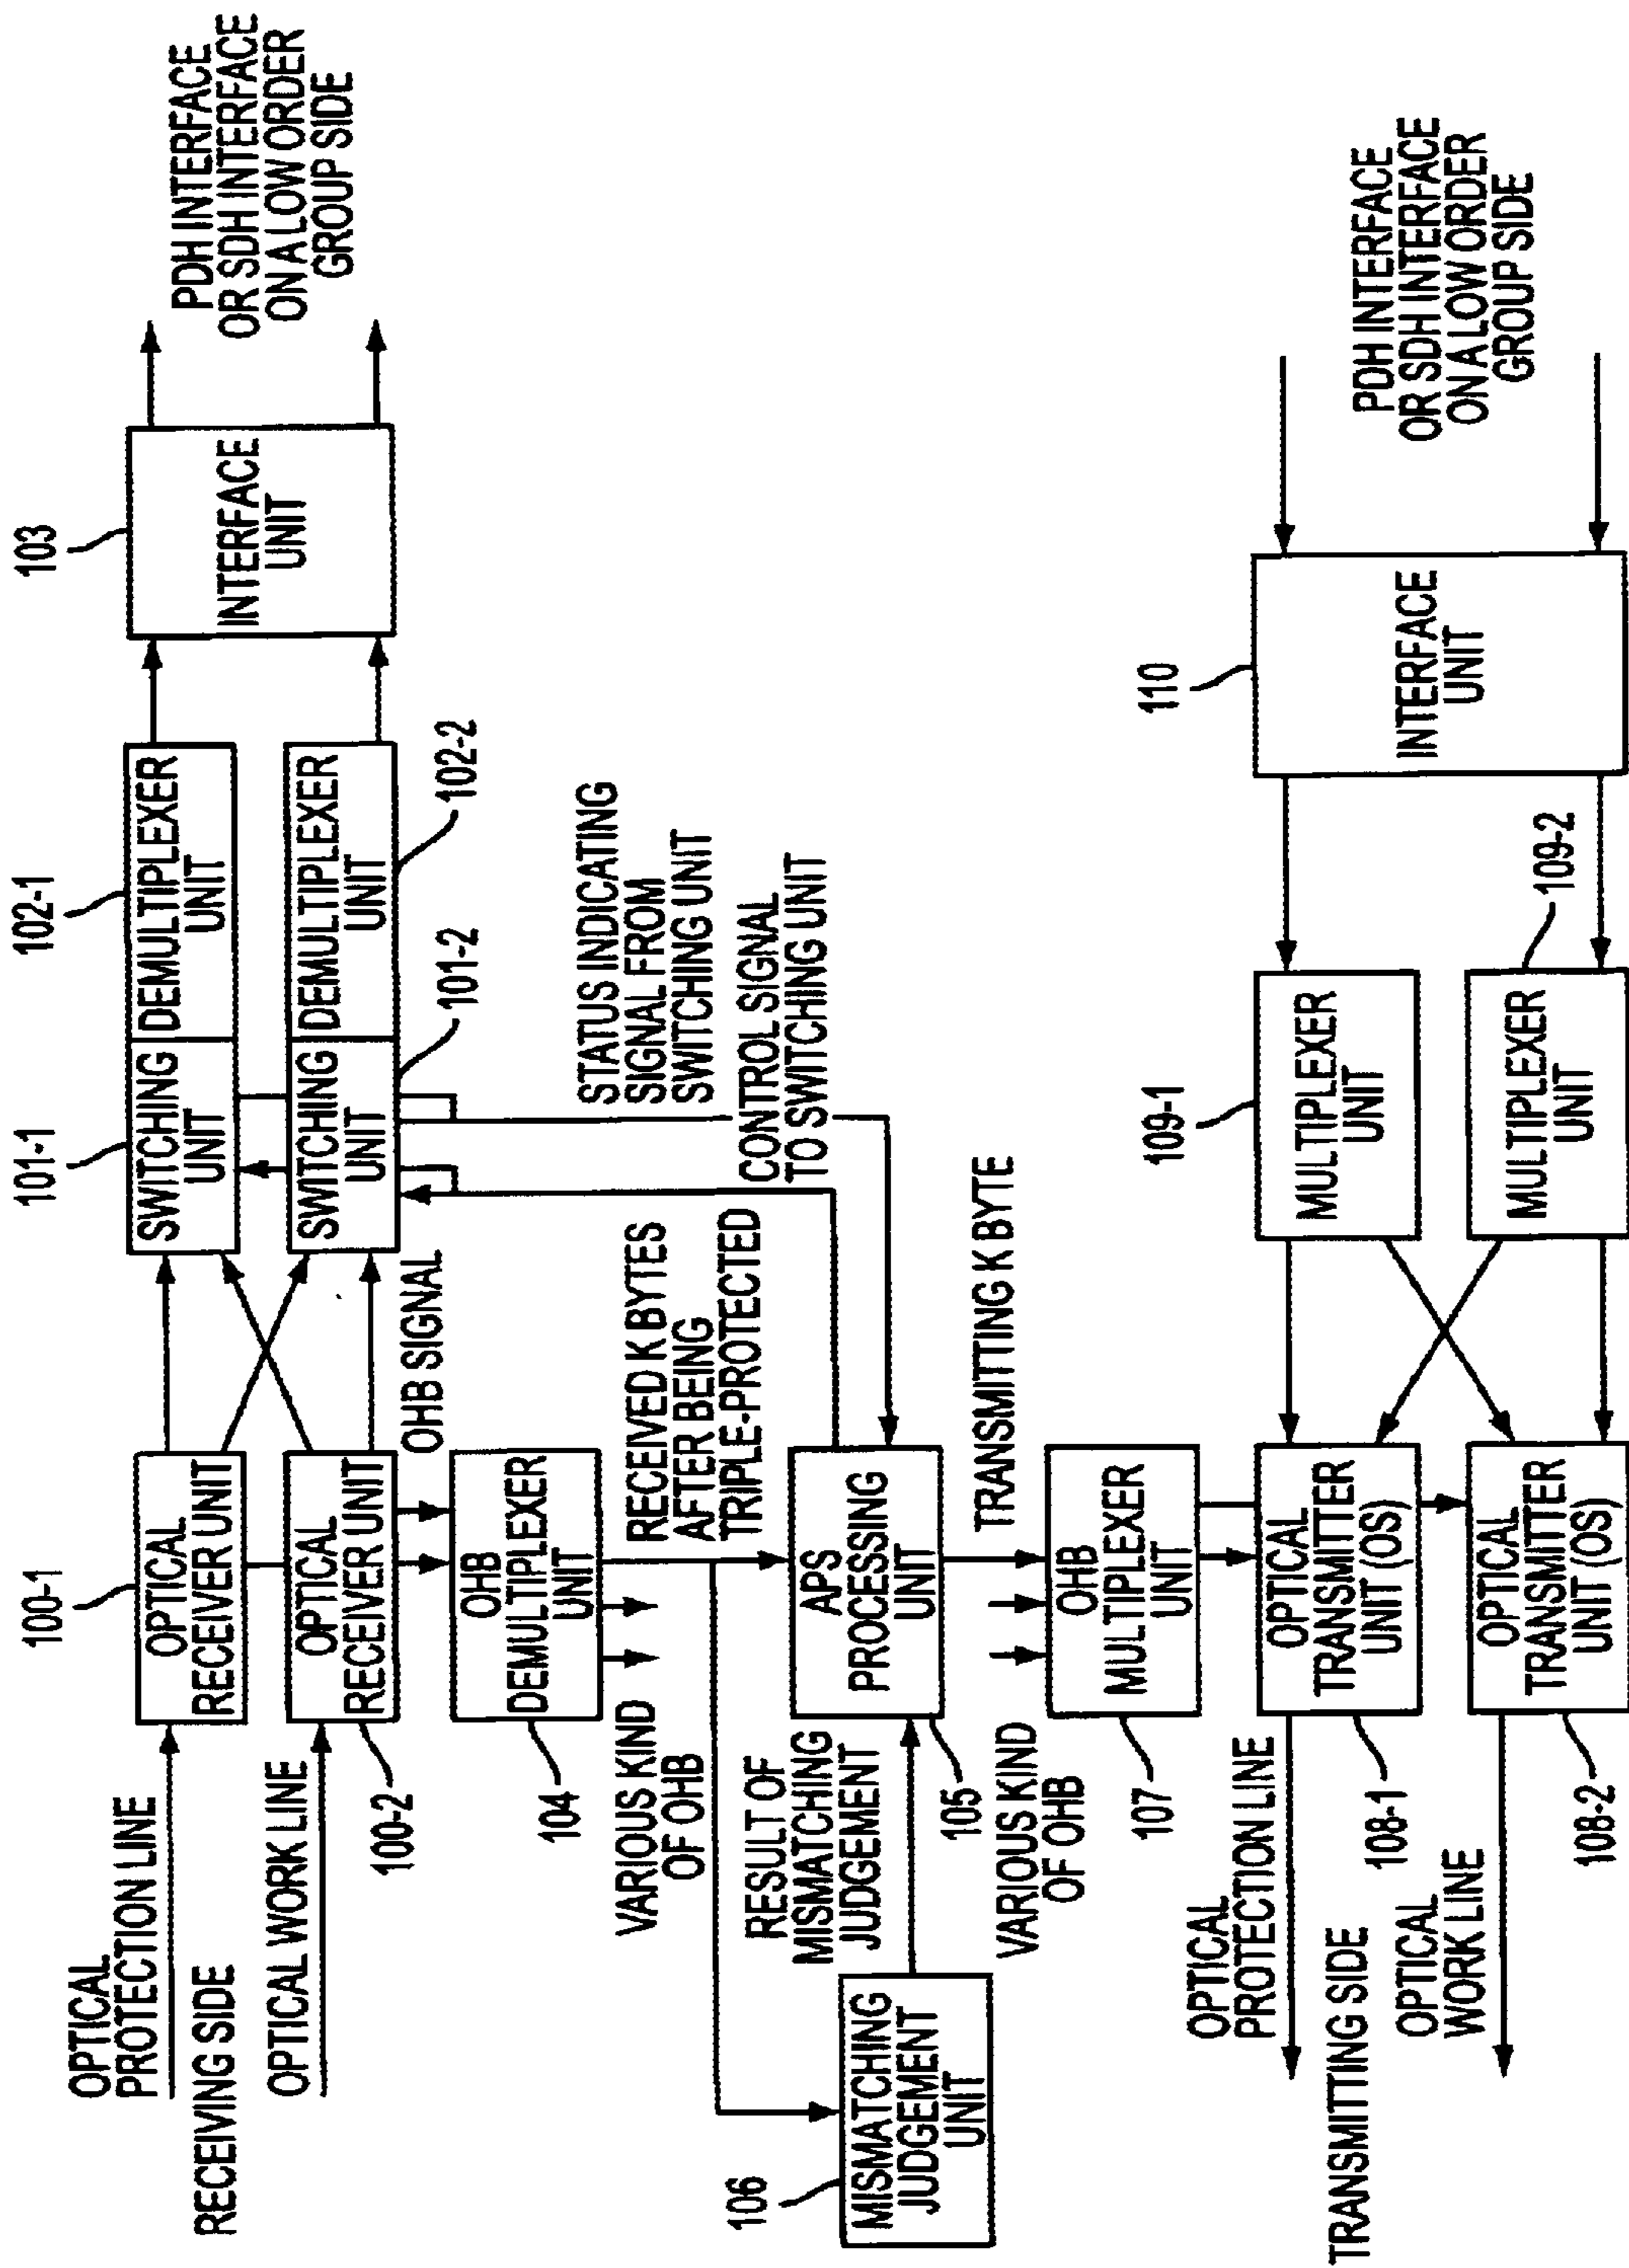 OPTICAL
PROTECTION LINE
RECEIVING SIDE
OPTICAL WORK LINE
100-1
OPTICAL
RECEIVER UNIT
OPTICAL
RECEIVER UNIT
100-2
101-1
SWITCHING
UNIT
SWITCHING
UNIT
101-2
102-1
DEMULTIPLEXER
UNIT
DEMULTIPLEXER
UNIT
102-2
103
INTERFACE
UNIT
PDH INTERFACE
OR SDH INTERFACE
ON A LOW ORDER
GROUP SIDE
OHB SIGNAL
OHB
DEMULTIPLEXER
UNIT
104
VARIOUS KIND
OF OHB
RECEIVED K BYTES
AFTER BEING
TRIPLE-PROTECTED
STATUS INDICATING
SIGNAL FROM
SWITCHING UNIT
CONTROL SIGNAL
TO SWITCHING UNIT
106
MISMATCHING
JUDGEMENT
UNIT
RESULT OF
MISMATCHING
JUDGEMENT
APS
PROCESSING
UNIT
105
TRANSMITTING K BYTE
VARIOUS KIND
OF OHB
OHB
MULTIPLEXER
UNIT
107
OPTICAL
PROTECTION LINE
TRANSMITTING SIDE
OPTICAL
WORK LINE
OPTICAL
TRANSMITTER
UNIT (OS)
108-1
OPTICAL
TRANSMITTER
UNIT (OS)
108-2
109-1
MULTIPLEXER
UNIT
MULTIPLEXER
UNIT
109-2
110
INTERFACE
UNIT
PDH INTERFACE
OR SDH INTERFACE
ON A LOW ORDER
GROUP SIDE